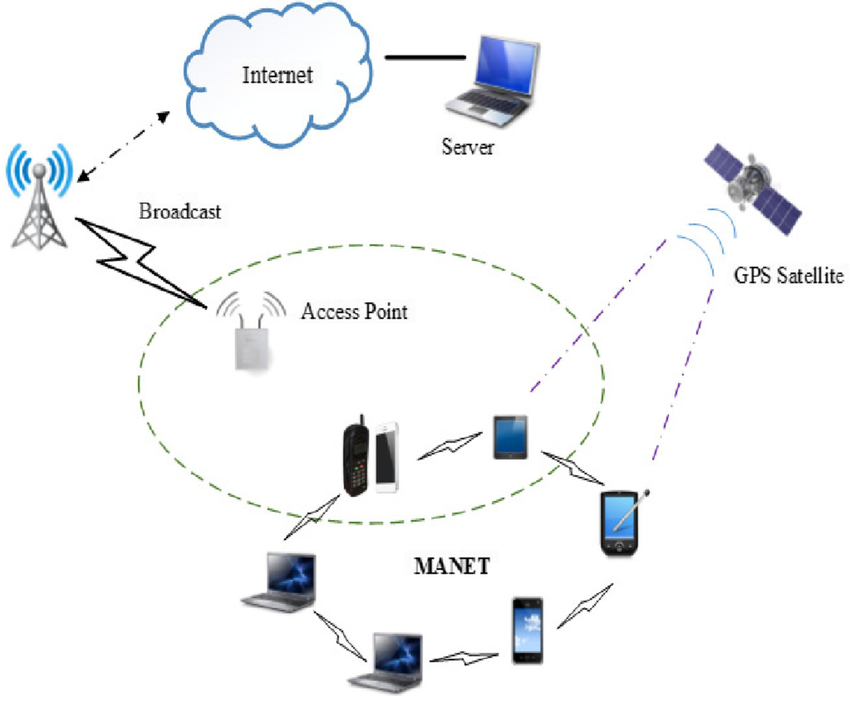 Internet
Server
Broadcast
GPS Satellite
Access Point
MANET